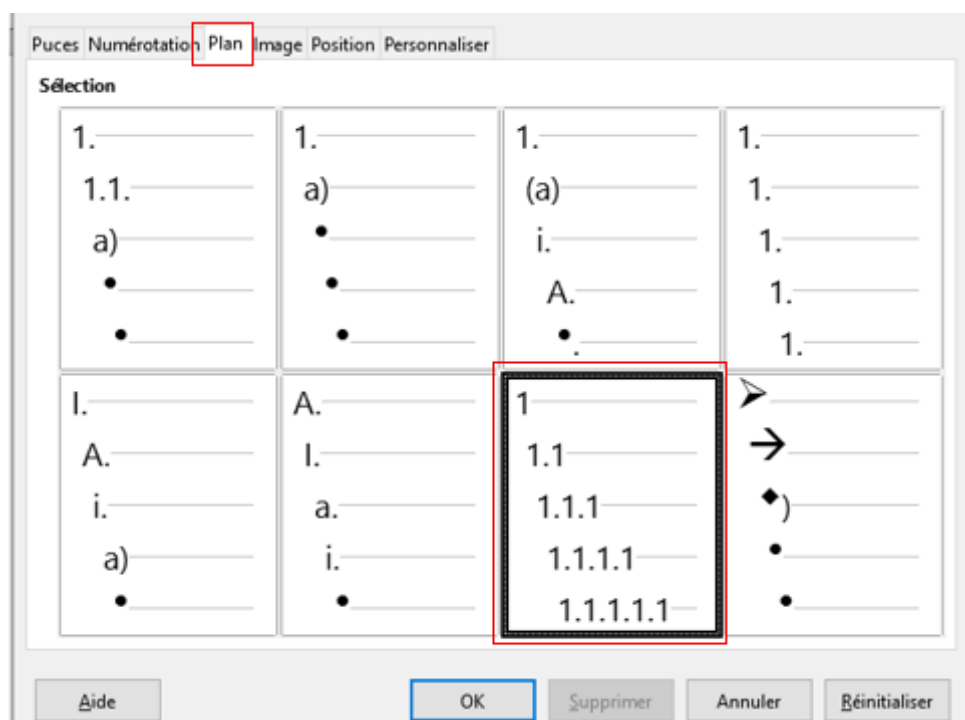 Puces Numérotation Plan Image Position Personnaliser
Sélection
1. 1. 1. 1.
1.1. a) (a) 1.
a) • i. 1.
• • A. 1.
• • •. 1.
I. A. 1 ➢
A. I. 1.1 →
i. a. 1.1.1 ◆)
a) i. 1.1.1.1 •
• • 1.1.1.1.1 •
Aide OK Supprimer Annuler Réinitialiser